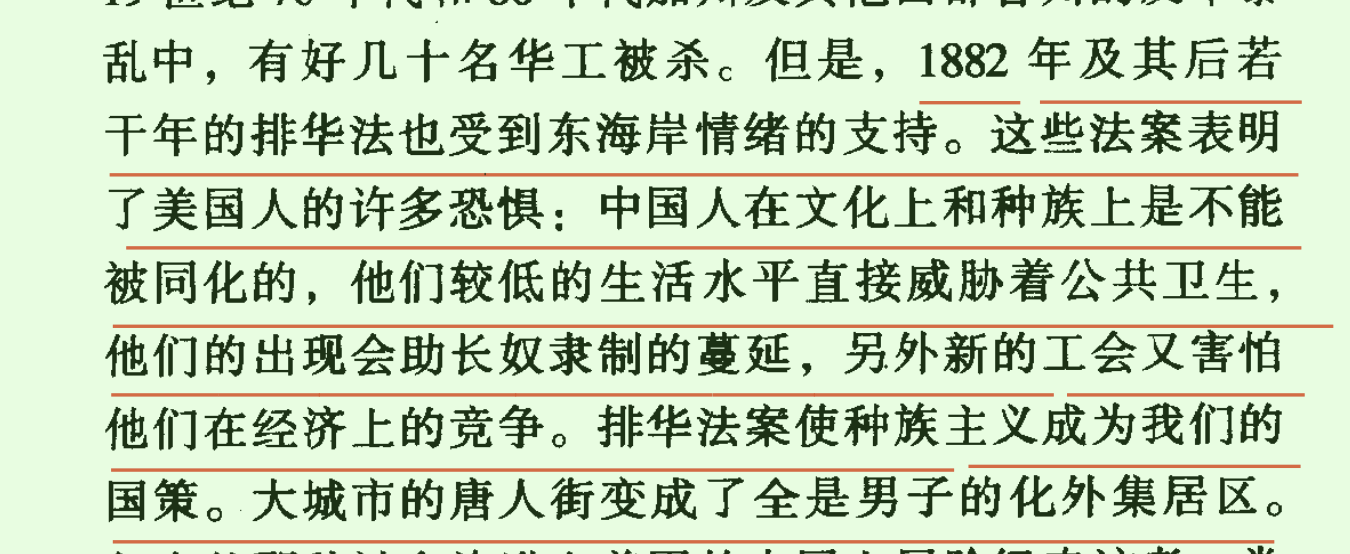 乱中，有好几十名华工被杀。但是，1882 年及其后若
干年的排华法也受到东海岸情绪的支持。这些法案表明
了美国人的许多恐惧：中国人在文化上和种族上是不能
被同化的，他们较低的生活水平直接威胁着公共卫生，
他们的出现会助长奴隶制的蔓延，另外新的工会又害怕
他们在经济上的竞争。排华法案使种族主义成为我们的
国策。大城市的唐人街变成了全是男子的化外集居区。